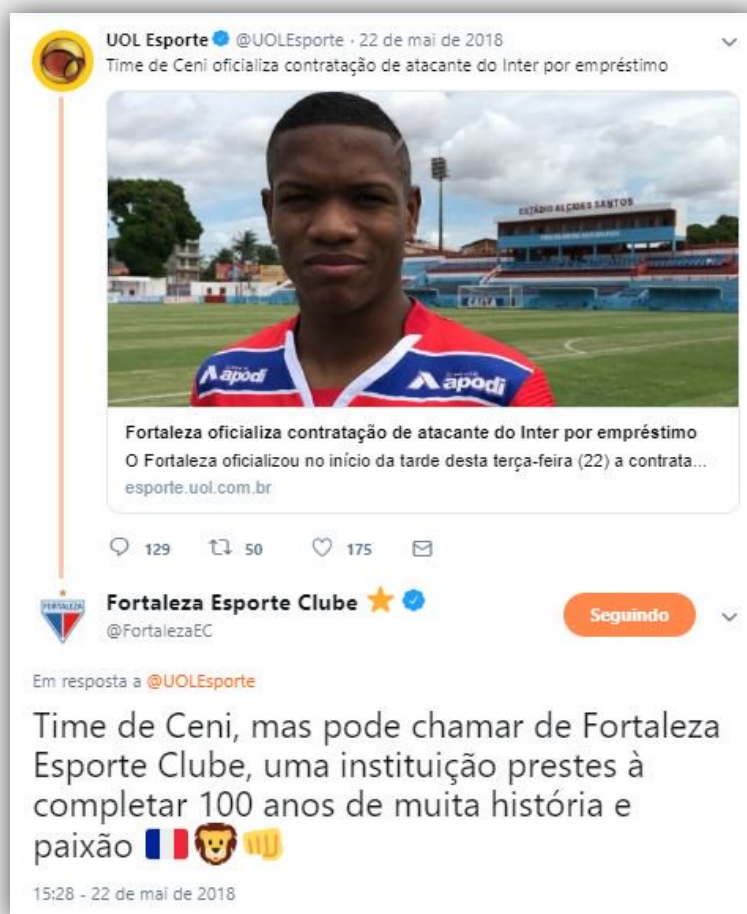 UOL Esporte @UOLEsporte · 22 de mai de 2018
Time de Ceni oficializa contratação de atacante do Inter por empréstimo
ESTÁDIO ALCIDES SANTOS
CAIXA
apodi
apodi
Fortaleza oficializa contratação de atacante do Inter por empréstimo
O Fortaleza oficializou no início da tarde desta terça-feira (22) a contrata...
esporte.uol.com.br
129 50 175
FORTALEZA
Fortaleza Esporte Clube
@FortalezaEC
Seguindo
Em resposta a @UOLEsporte
Time de Ceni, mas pode chamar de Fortaleza
Esporte Clube, uma instituição prestes à
completar 100 anos de muita história e
paixão 🇫🇷🦁👊
15:28 - 22 de mai de 2018